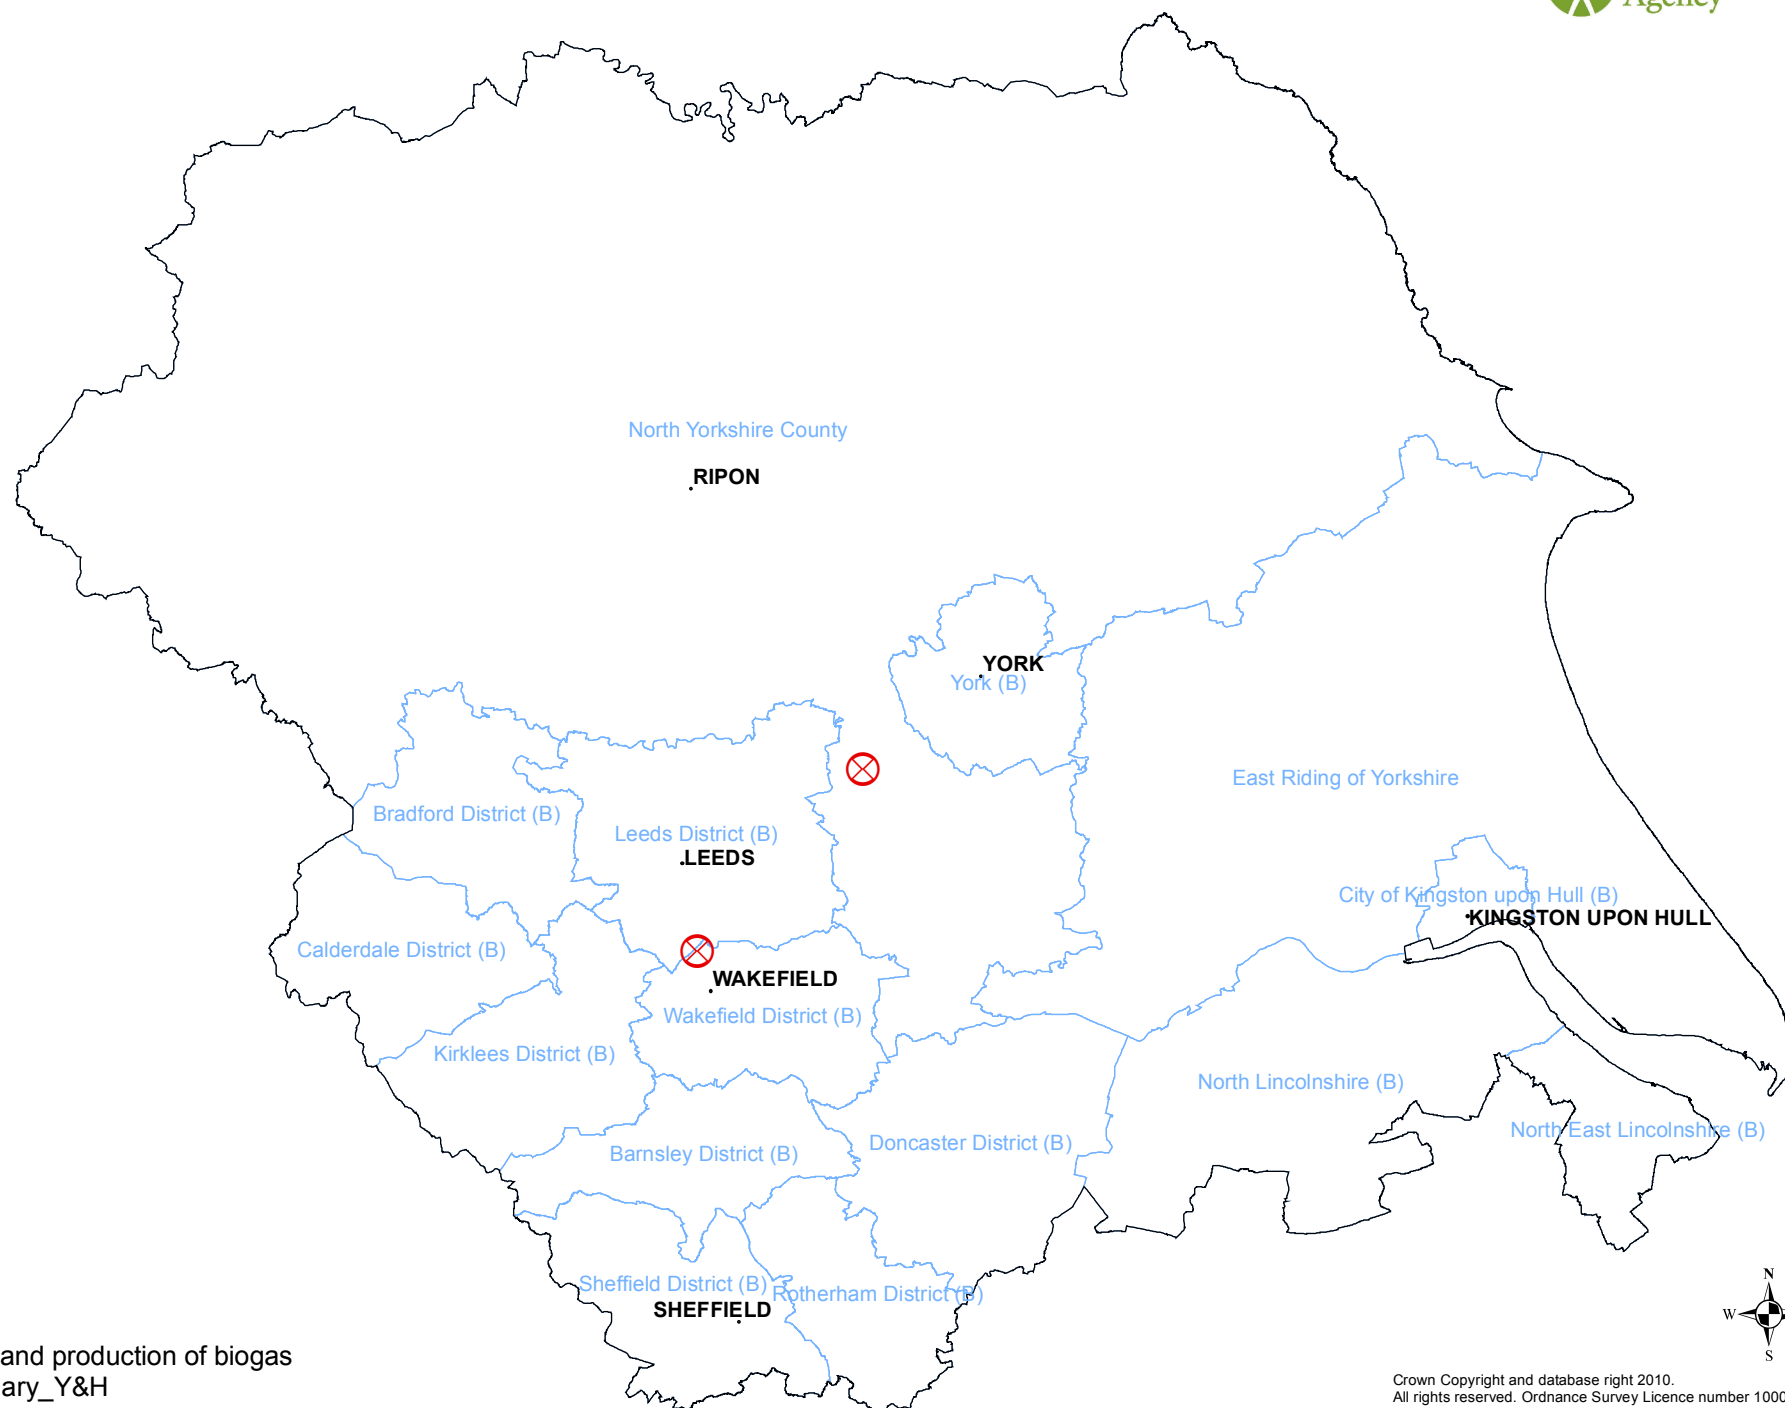 Agency
North Yorkshire County
RIPON
YORK
York (B)
East Riding of Yorkshire
Bradford District (B)
Leeds District (B)
LEEDS
City of Kingston upon Hull (B)
KINGSTON UPON HULL
Calderdale District (B)
WAKEFIELD
Wakefield District (B)
Kirklees District (B)
North Lincolnshire (B)
North East Lincolnshire (B)
Doncaster District (B)
Barnsley District (B)
Sheffield District (B)
Rotherham District (B)
SHEFFIELD
N
W
S
and production of biogas
ary_Y&H
Crown Copyright and database right 2010.
All rights reserved. Ordnance Survey Licence number 1000